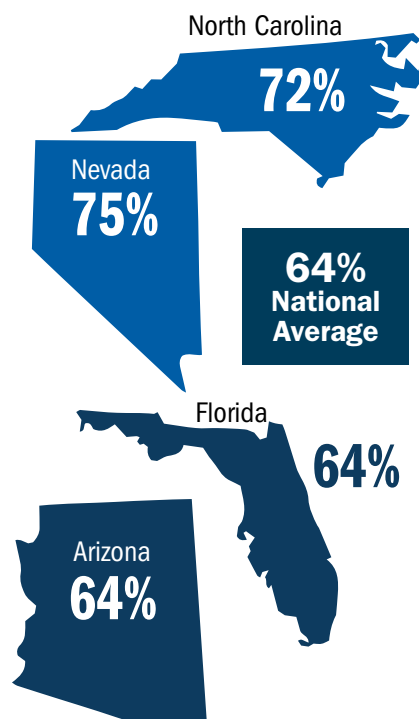 North Carolina
72%
Nevada
75%
64%
National
Average
Florida
64%
Arizona
64%